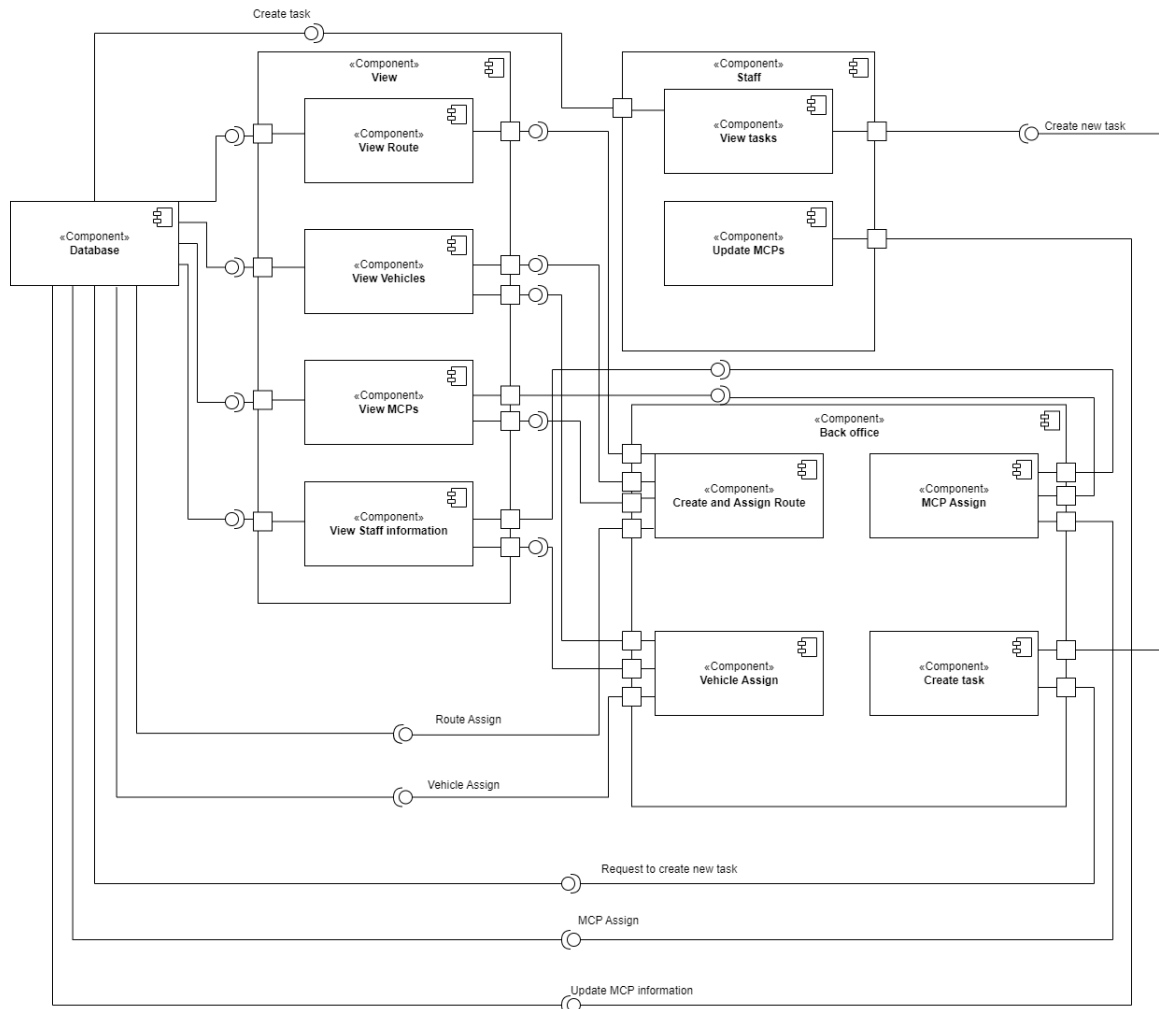 Create task
«Component»
View
«Component»
Staff
«Component»
View Route
«Component»
View tasks
Create new task
«Component»
Database
«Component»
Update MCPs
«Component»
View Vehicles
«Component»
View MCPs
«Component»
Back office
«Component»
View Staff information
«Component»
Create and Assign Route
«Component»
MCP Assign
«Component»
Vehicle Assign
«Component»
Create task
Route Assign
Vehicle Assign
Request to create new task
MCP Assign
Update MCP information